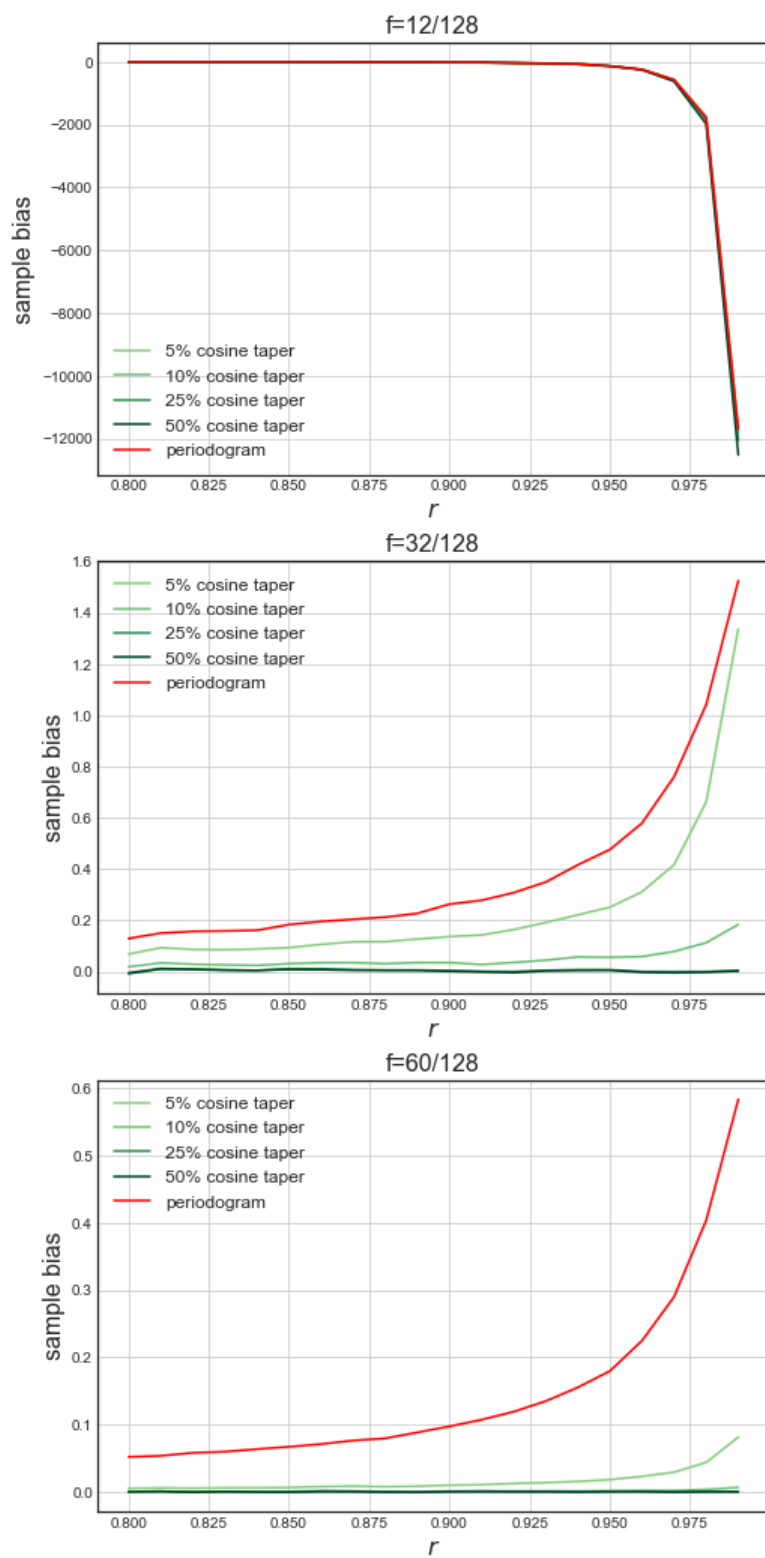 f=12/128
0
−2000
−4000
−6000
−8000
−10000
−12000
sample bias
5% cosine taper
10% cosine taper
25% cosine taper
50% cosine taper
periodogram
0.800 0.825 0.850 0.875 0.900 0.925 0.950 0.975
r
f=32/128
1.6
1.4
1.2
1.0
0.8
0.6
0.4
0.2
0.0
sample bias
5% cosine taper
10% cosine taper
25% cosine taper
50% cosine taper
periodogram
0.800 0.825 0.850 0.875 0.900 0.925 0.950 0.975
r
f=60/128
0.6
0.5
0.4
0.3
0.2
0.1
0.0
sample bias
5% cosine taper
10% cosine taper
25% cosine taper
50% cosine taper
periodogram
0.800 0.825 0.850 0.875 0.900 0.925 0.950 0.975
r